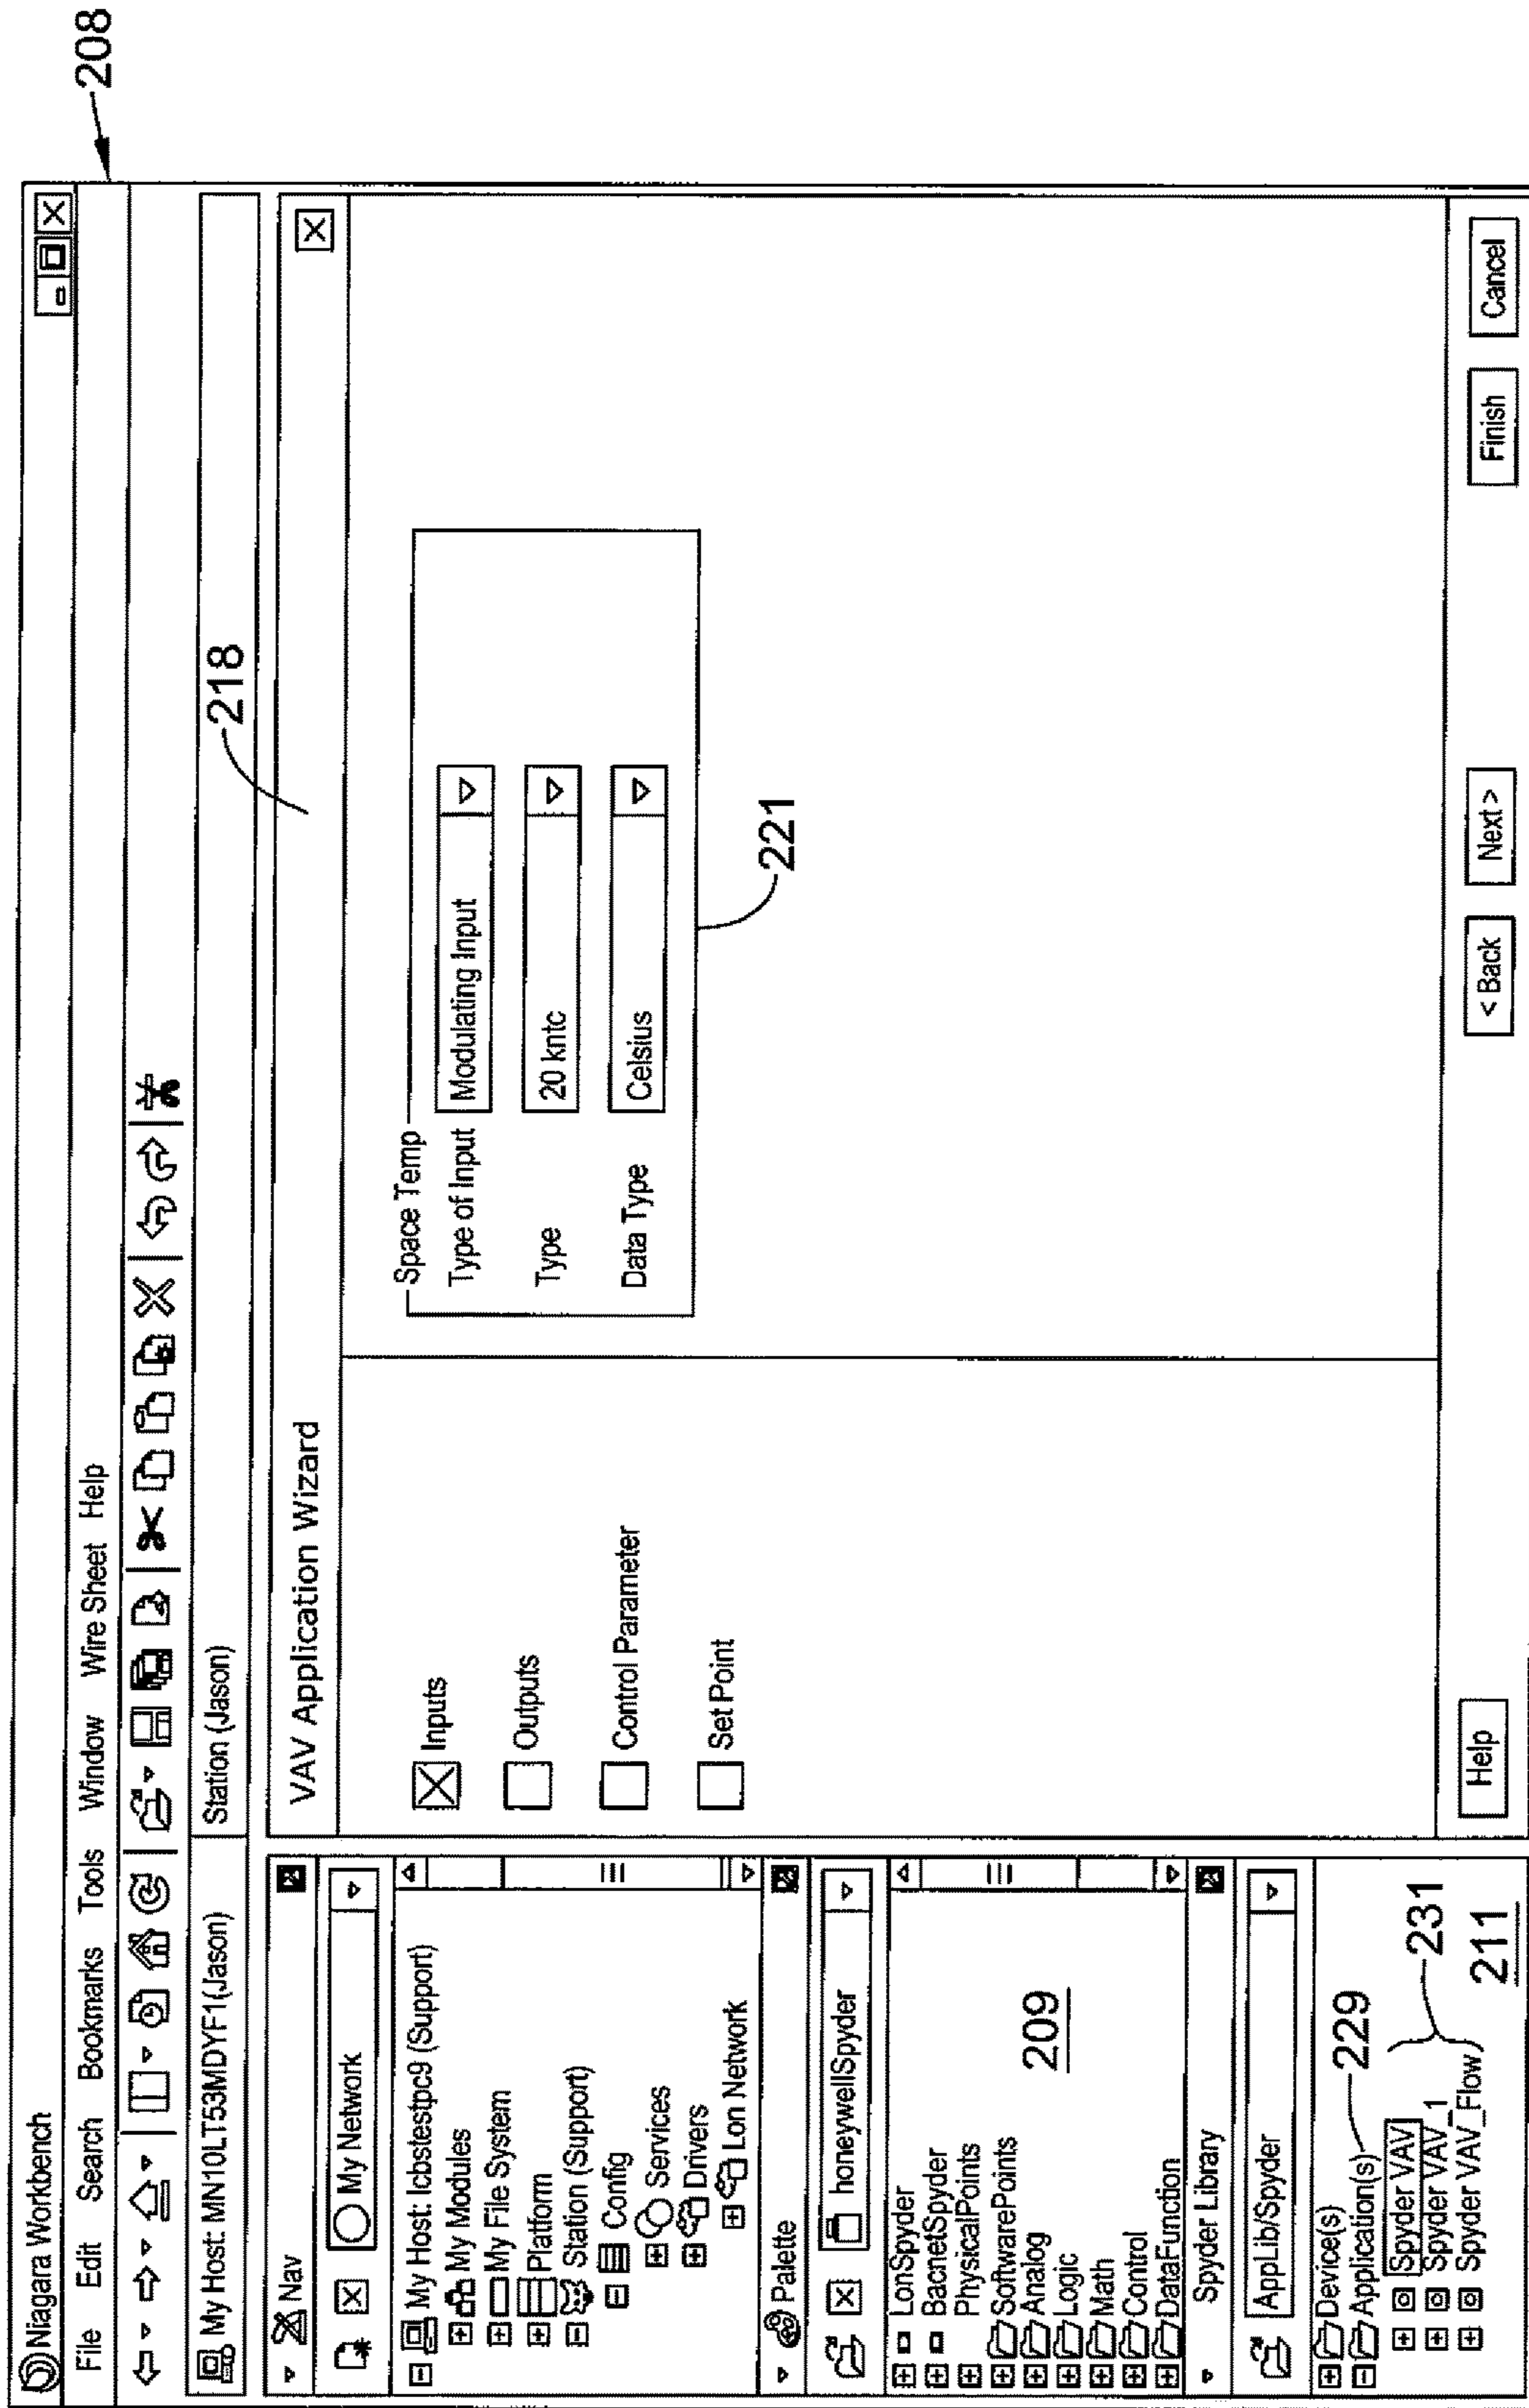 208
Niagara Workbench
File Edit Search Bookmarks Tools Window Wire Sheet Help
My Host: MN10LT53MDYF1(Jason)
Station (Jason)
218
Nav
My Network
My Host: Icbstestpc9 (Support)
My Modules
My File System
Platform
Station (Support)
Config
Services
Drivers
Lon Network
Palette
honeywellSpyder
LonSpyder
BacnetSpyder
PhysicalPoints
SoftwarePoints
Analog
Logic
Math
Control
DataFunction
209
Spyder Library
AppLib/Spyder
Device(s)
Application(s)
229
Spyder VAV
Spyder VAV_1
Spyder VAV_Flow
231
211
VAV Application Wizard
Inputs
Outputs
Control Parameter
Set Point
Space Temp
Type of Input Modulating Input
Type 20 kntc
Data Type Celsius
221
Help
< Back
Next >
Finish
Cancel